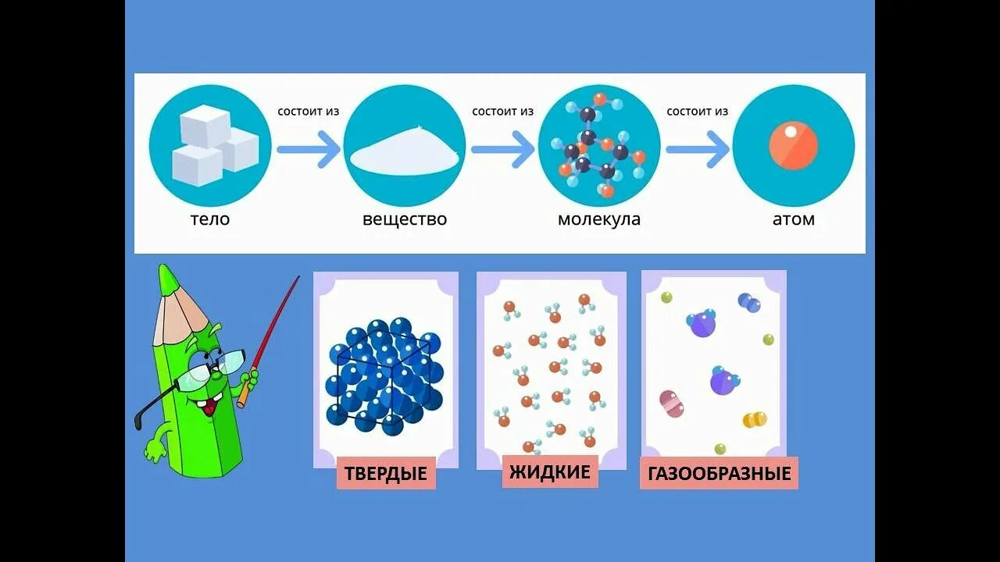 состоит из
состоит из
состоит из
тело
вещество
молекула
атом
ТВЕРДЫЕ
ЖИДКИЕ
ГАЗООБРАЗНЫЕ